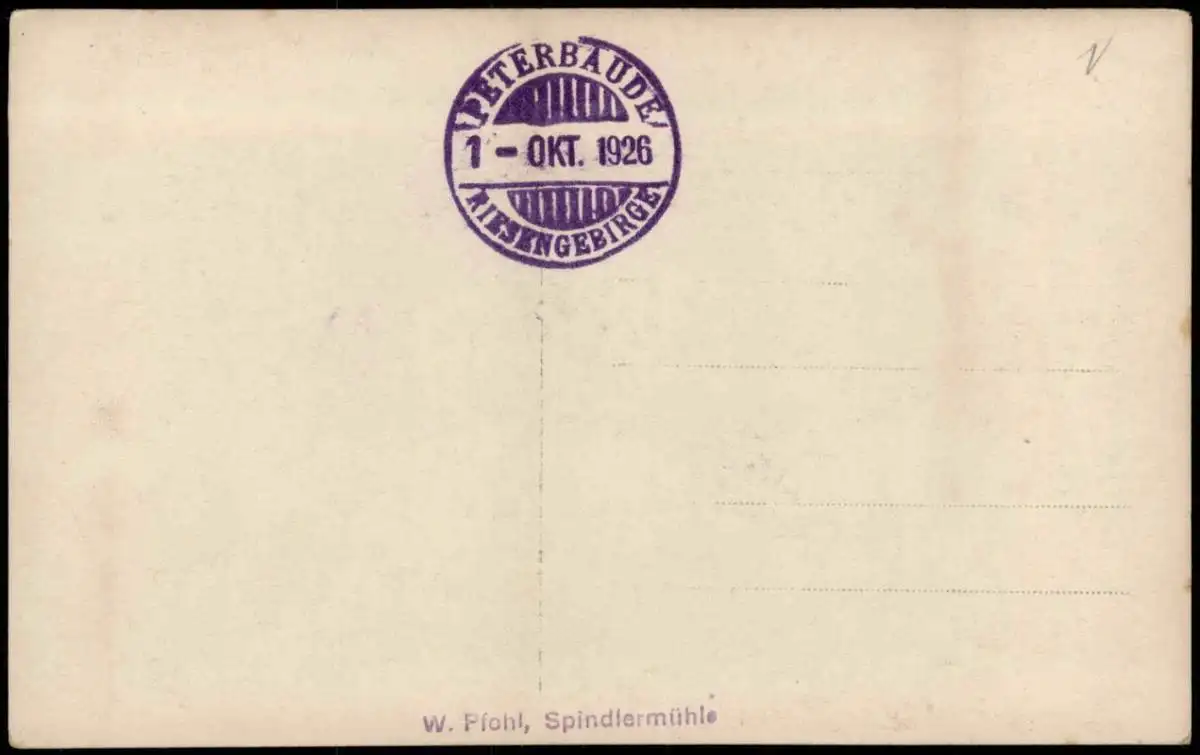 PETERBAUDE
1 - OKT. 1926
RIESENGEBIRGE
W. Pfohl, Spindlermühle